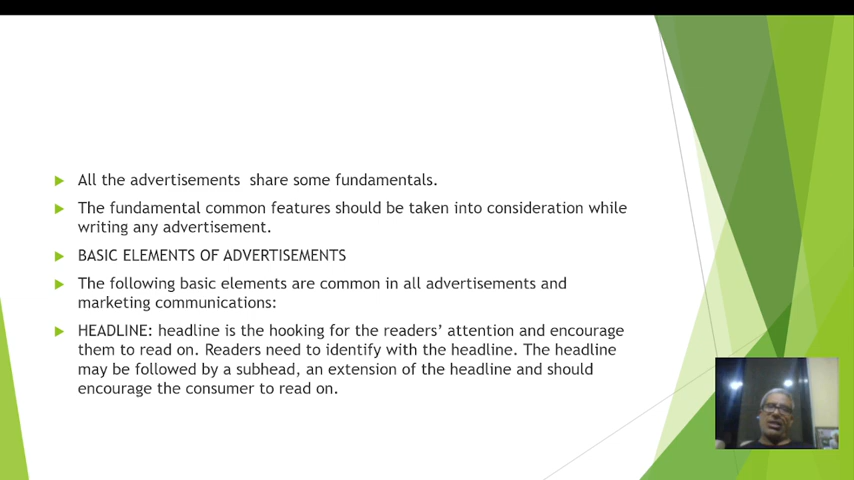 All the advertisements  share some fundamentals.
The fundamental common features should be taken into consideration while
writing any advertisement.
BASIC ELEMENTS OF ADVERTISEMENTS
The following basic elements are common in all advertisements and
marketing communications:
HEADLINE: headline is the hooking for the readers’ attention and encourage
them to read on. Readers need to identify with the headline. The headline
may be followed by a subhead, an extension of the headline and should
encourage the consumer to read on.